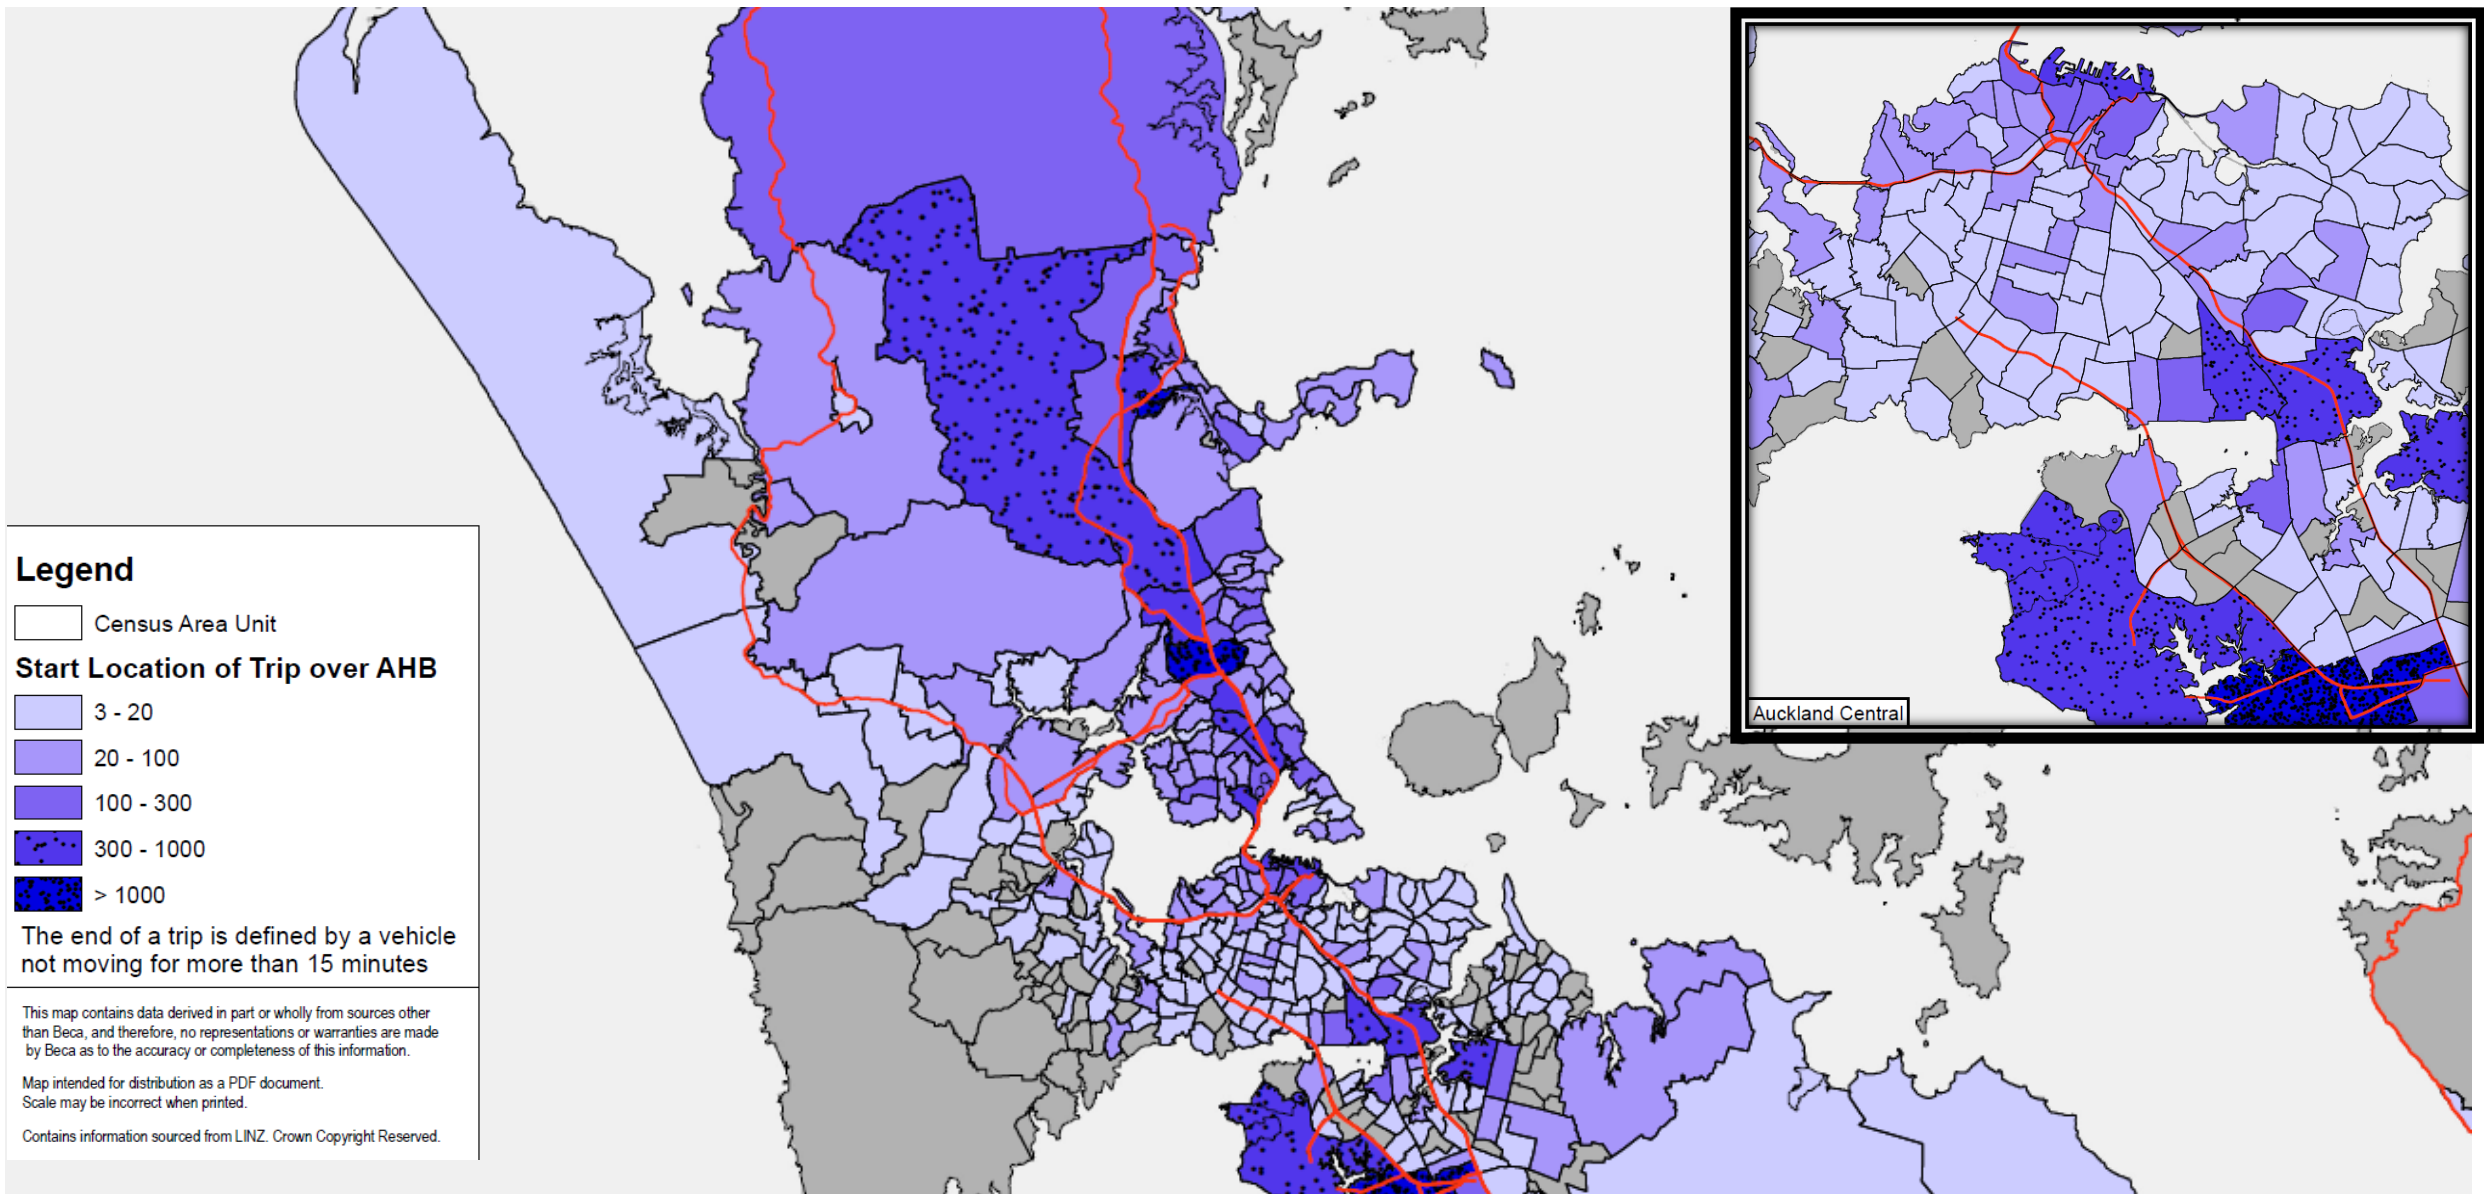 Legend
Census Area Unit
Start Location of Trip over AHB
3 - 20
20 - 100
100 - 300
300 - 1000
> 1000
The end of a trip is defined by a vehicle
not moving for more than 15 minutes
This map contains data derived in part or wholly from sources other
than Beca, and therefore, no representations or warranties are made
by Beca as to the accuracy or completeness of this information.
Map intended for distribution as a PDF document.
Scale may be incorrect when printed.
Contains information sourced from LINZ. Crown Copyright Reserved.
Auckland Central